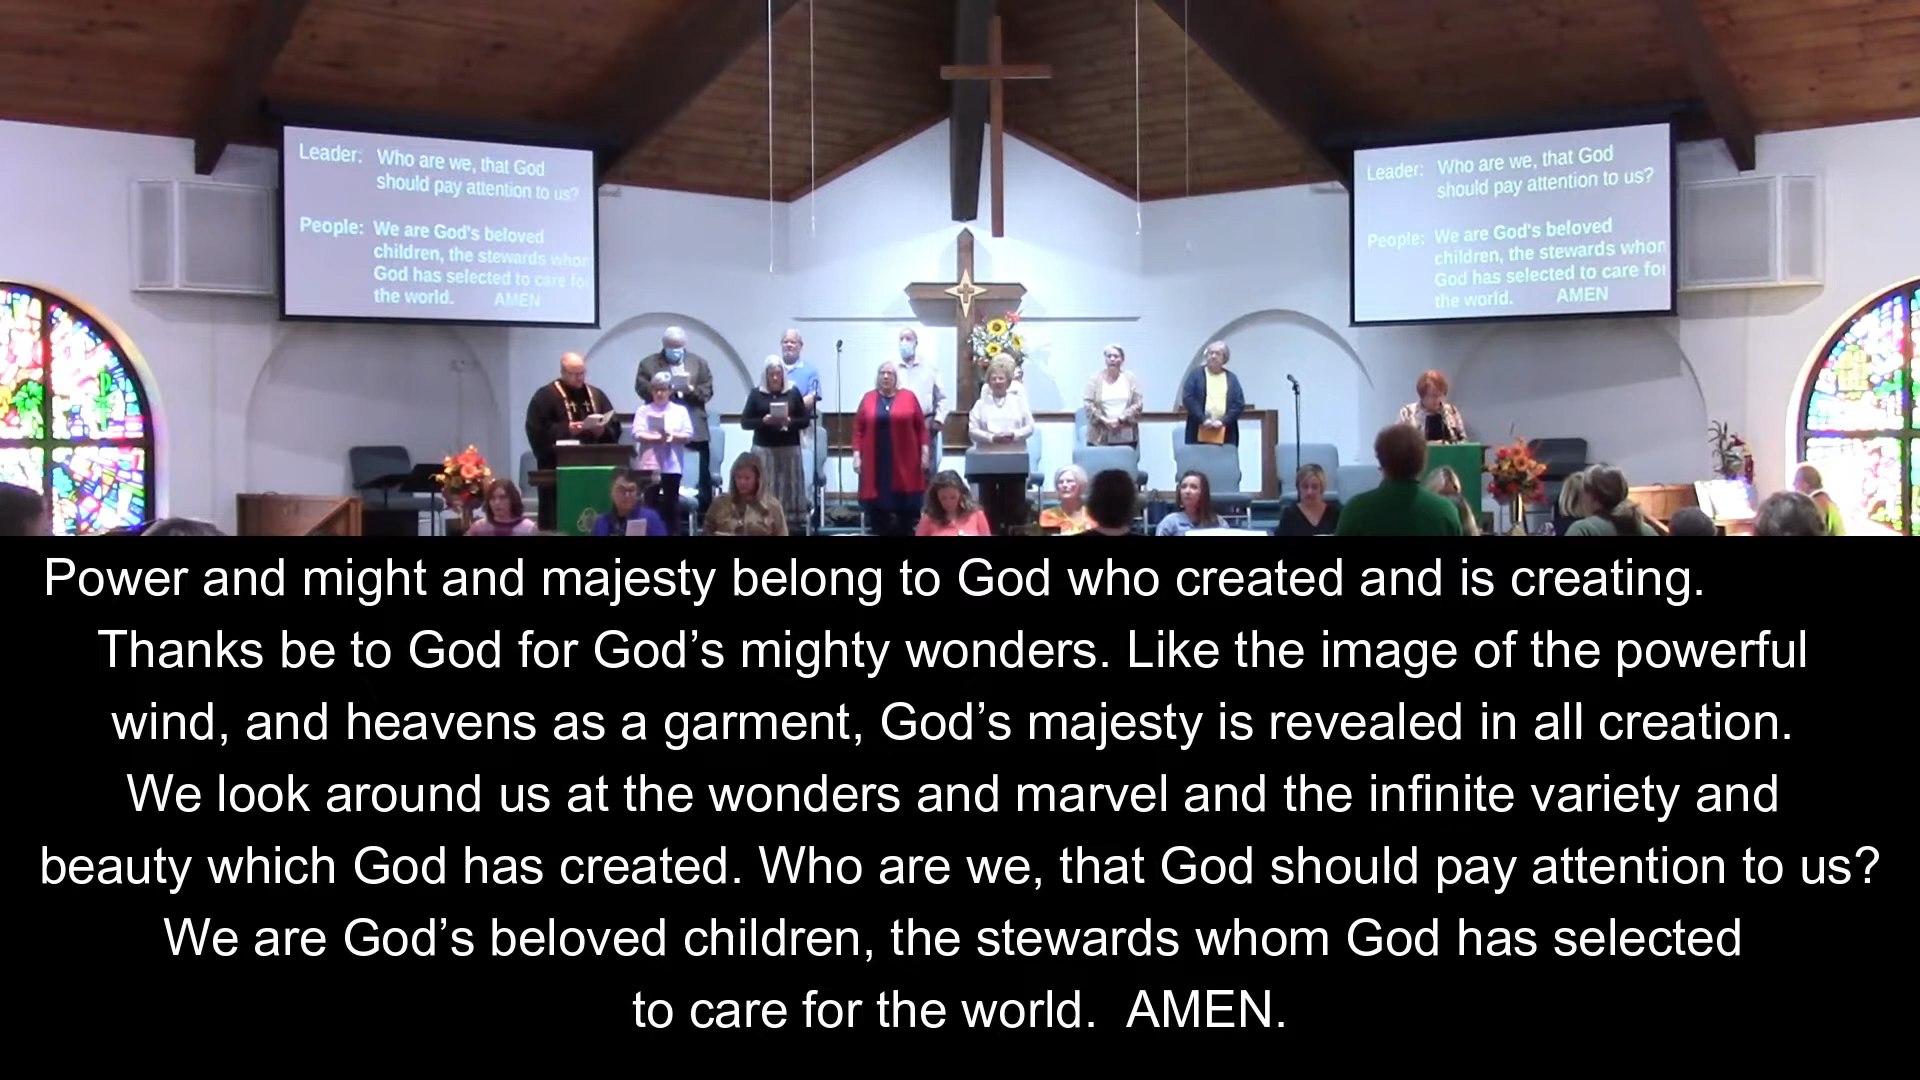 Leader: Who are we, that God
should pay attention to us?
People: We are God's beloved
children, the stewards whom
God has selected to care for
the world. AMEN
Leader: Who are we, that God
should pay attention to us?
People: We are God's beloved
children, the stewards whom
God has selected to care for
the world. AMEN
Power and might and majesty belong to God who created and is creating.
Thanks be to God for God’s mighty wonders. Like the image of the powerful
wind, and heavens as a garment, God’s majesty is revealed in all creation.
We look around us at the wonders and marvel and the infinite variety and
beauty which God has created. Who are we, that God should pay attention to us?
We are God’s beloved children, the stewards whom God has selected
to care for the world.  AMEN.